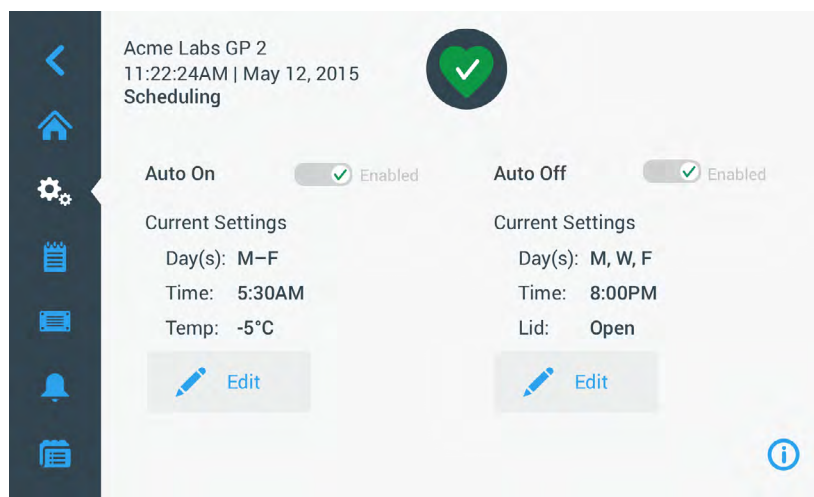 Acme Labs GP 2
11:22:24AM | May 12, 2015
Scheduling
Auto On Enabled
Current Settings
Day(s): M–F
Time: 5:30AM
Temp: -5°C
Edit
Auto Off Enabled
Current Settings
Day(s): M, W, F
Time: 8:00PM
Lid: Open
Edit